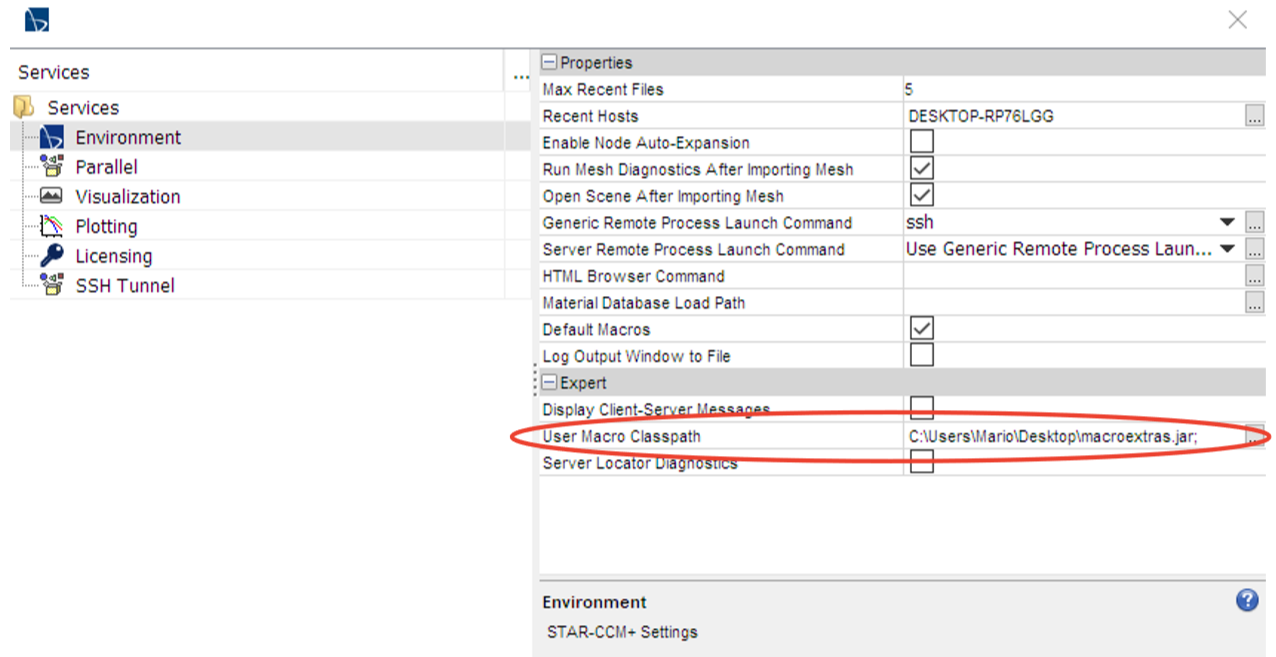 Services
...
Services
Environment
Parallel
Visualization
Plotting
Licensing
SSH Tunnel
Properties
Max Recent Files 5
Recent Hosts DESKTOP-RP76LGG ...
Enable Node Auto-Expansion
Run Mesh Diagnostics After Importing Mesh
Open Scene After Importing Mesh
Generic Remote Process Launch Command ssh ...
Server Remote Process Launch Command Use Generic Remote Process Laun... ...
HTML Browser Command ...
Material Database Load Path ...
Default Macros
Log Output Window to File
Expert
Display Client-Server Messages
User Macro Classpath C:\Users\Mario\Desktop\macroextras.jar; ...
Server Locator Diagnostics
Environment
?
STAR-CCM+ Settings